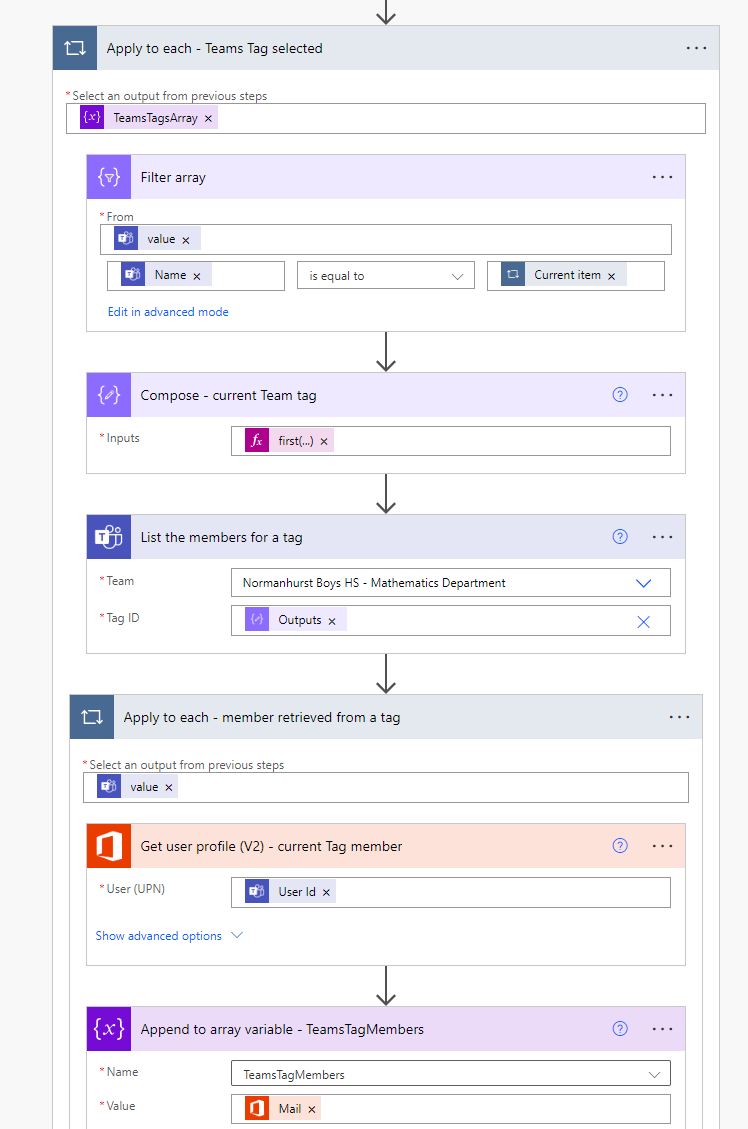 Apply to each - Teams Tag selected
* Select an output from previous steps
{x} TeamsTagsArray ×
Filter array
* From
value ×
Name × is equal to Current item ×
Edit in advanced mode
Compose - current Team tag
* Inputs fx first(...) ×
List the members for a tag
* Team Normanhurst Boys HS - Mathematics Department
* Tag ID Outputs ×
Apply to each - member retrieved from a tag
* Select an output from previous steps
value ×
Get user profile (V2) - current Tag member
* User (UPN) User Id ×
Show advanced options
{x} Append to array variable - TeamsTagMembers
* Name TeamsTagMembers
* Value Mail ×